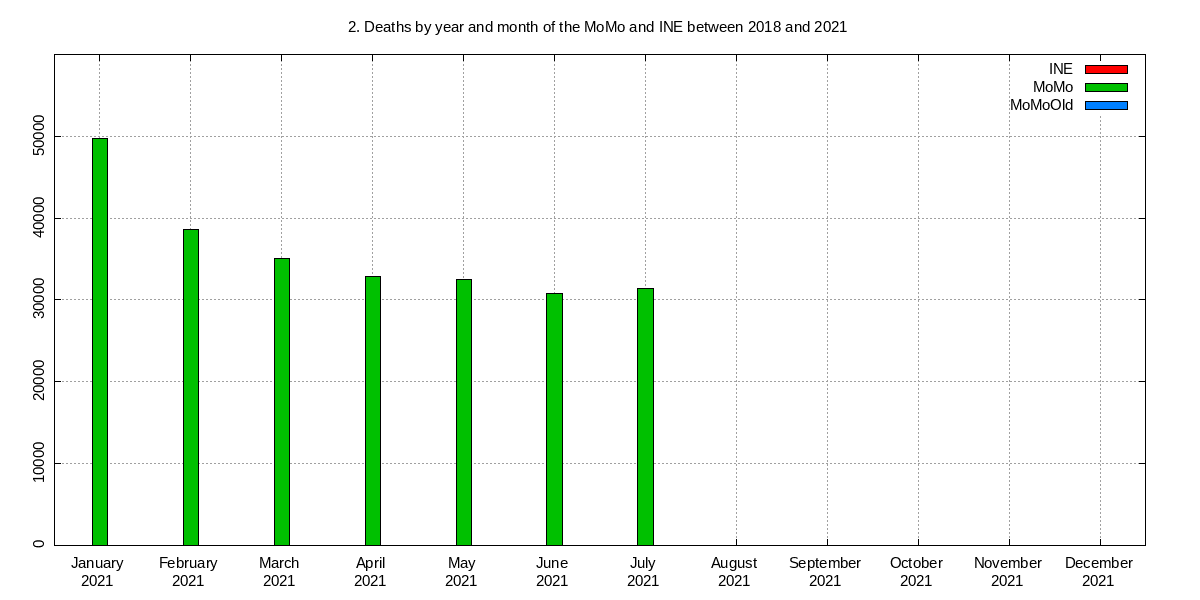 2. Deaths by year and month of the MoMo and INE between 2018 and 2021
INE
MoMo
MoMoOld
50000
40000
30000
20000
10000
0
January February March April May June July August September October November December
2021 2021 2021 2021 2021 2021 2021 2021 2021 2021 2021 2021